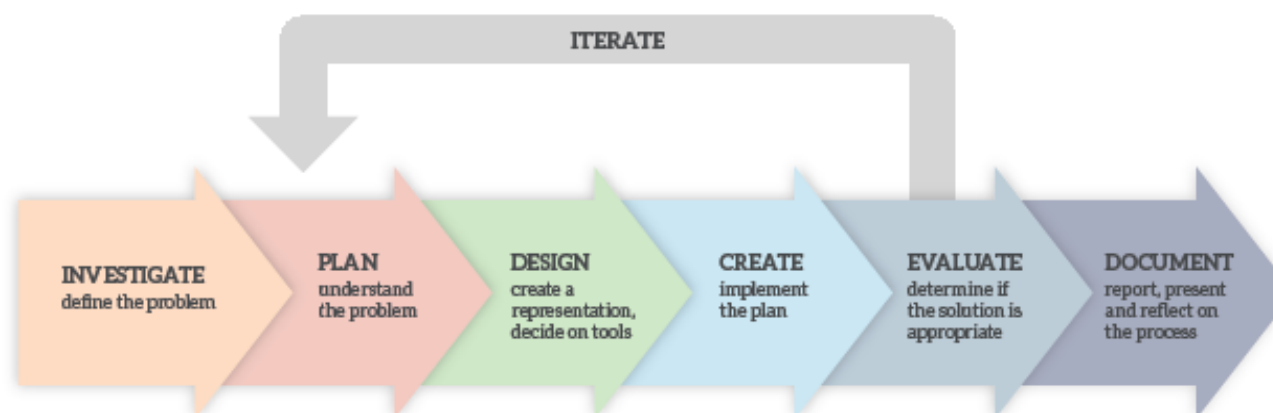 ITERATE
INVESTIGATE
define the problem
PLAN
understand
the problem
DESIGN
create a
representation,
decide on tools
CREATE
implement
the plan
EVALUATE
determine if
the solution is
appropriate
DOCUMENT
report, present
and reflect on
the process